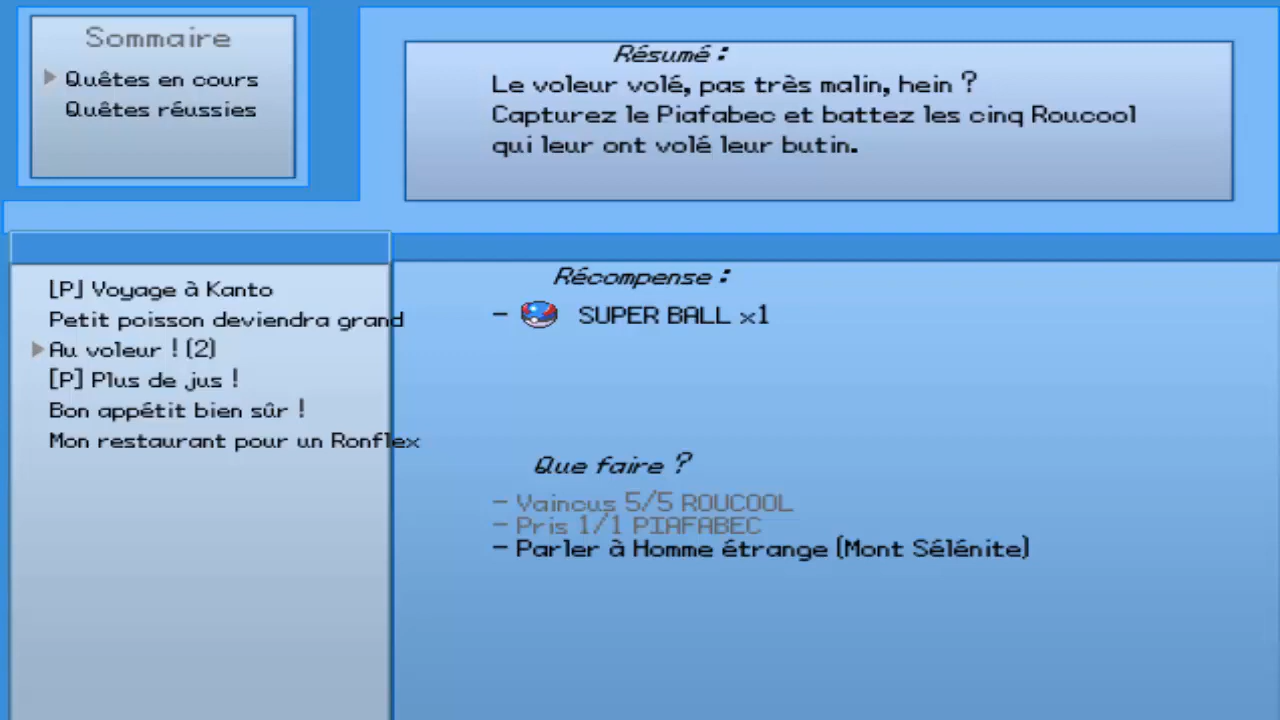 Sommaire
Quêtes en cours
Quêtes réussies
Résumé :
Le voleur volé, pas très malin, hein ?
Capturez le Piafabec et battez les cinq Roucool
qui leur ont volé leur butin.
[P] Voyage à Kanto
Petit poisson deviendra grand
Au voleur ! (2)
[P] Plus de jus !
Bon appétit bien sûr !
Mon restaurant pour un Ronflex
Récompense :
- SUPER BALL x1
Que faire ?
- Vaincus 5/5 ROUCOOL
- Pris 1/1 PIAFABEC
- Parler à Homme étrange (Mont Sélénite)